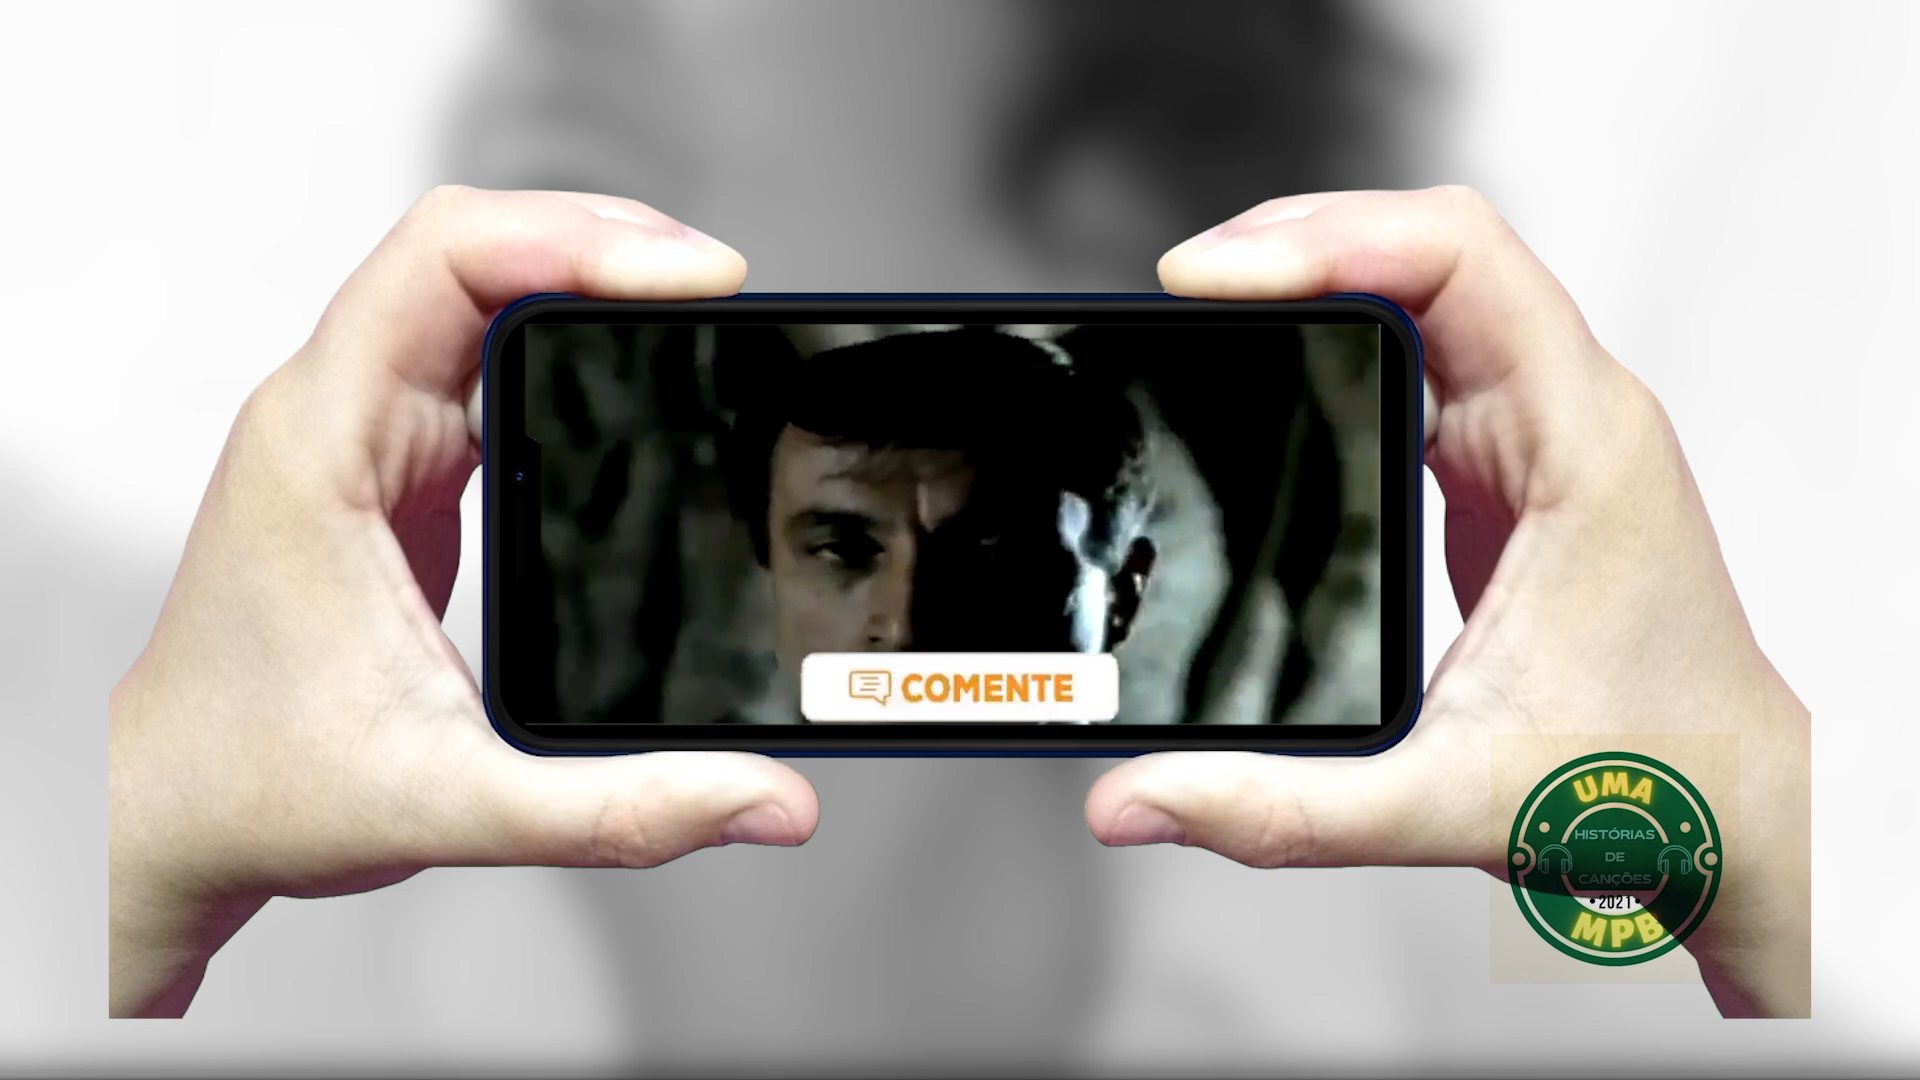 COMENTE
UMA
HISTÓRIAS
DE
CANÇÕES
•2021•
MPB